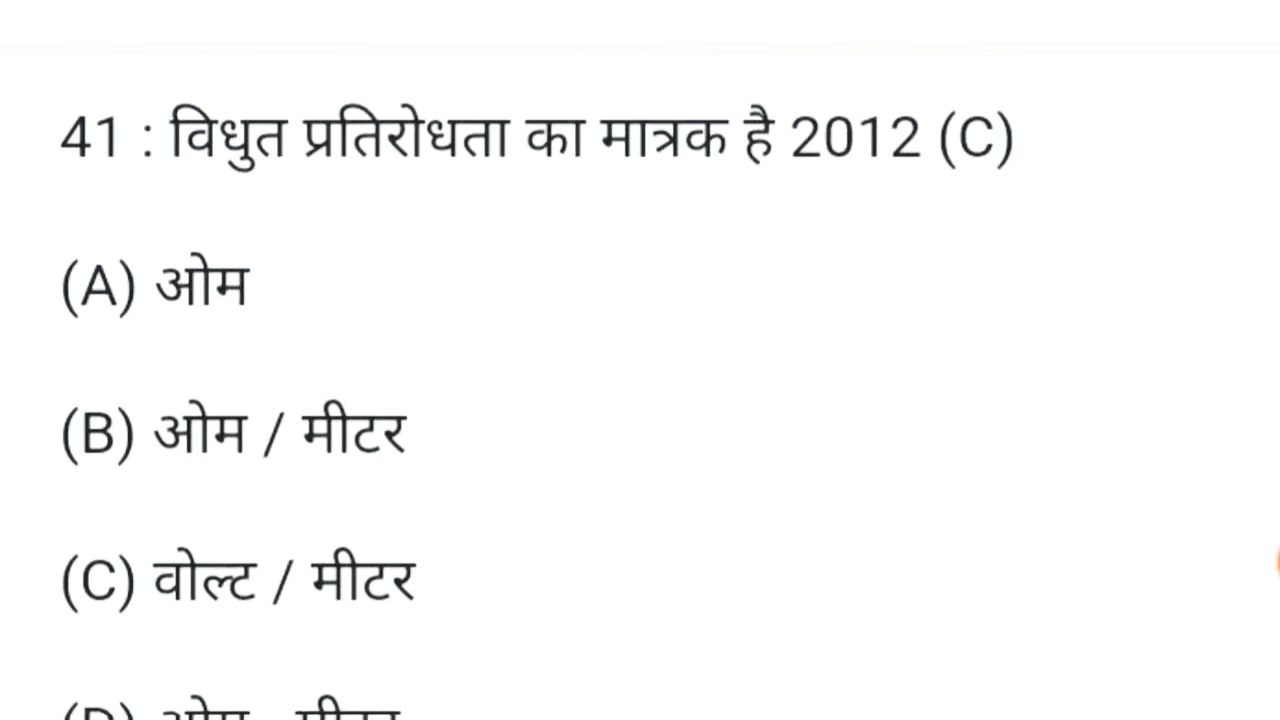 41 : विधुत प्रतिरोधता का मात्रक है 2012 (C)
(A) ओम
(B) ओम / मीटर
(C) वोल्ट / मीटर